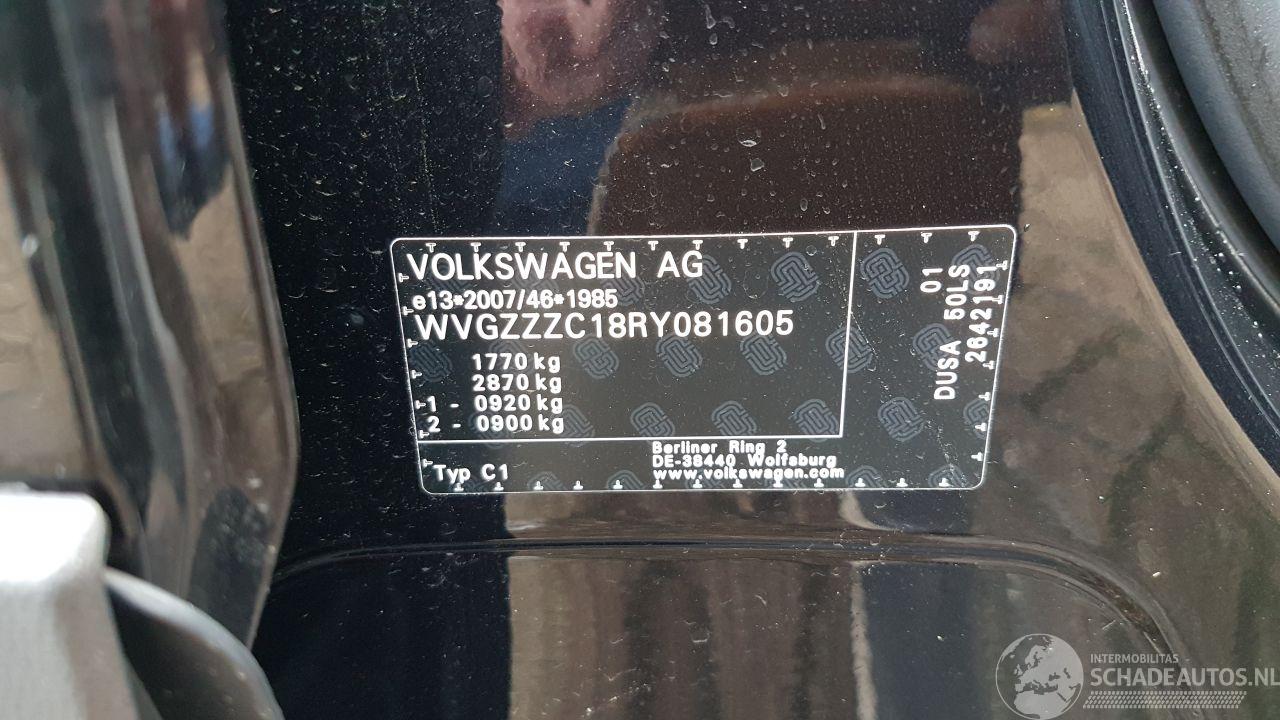 VOLKSWAGEN AG
e13*2007/46*1985
WVGZZZC18RY081605
1770 kg
2870 kg
1 - 0920 kg
2 - 0900 kg
Typ C1
Berliner Ring 2
DE-38440 Wolfsburg
www.volkswagen.com
01
DUSA 50LS
2642191
INTERMOBILITAS
SCHADEAUTOS.NL